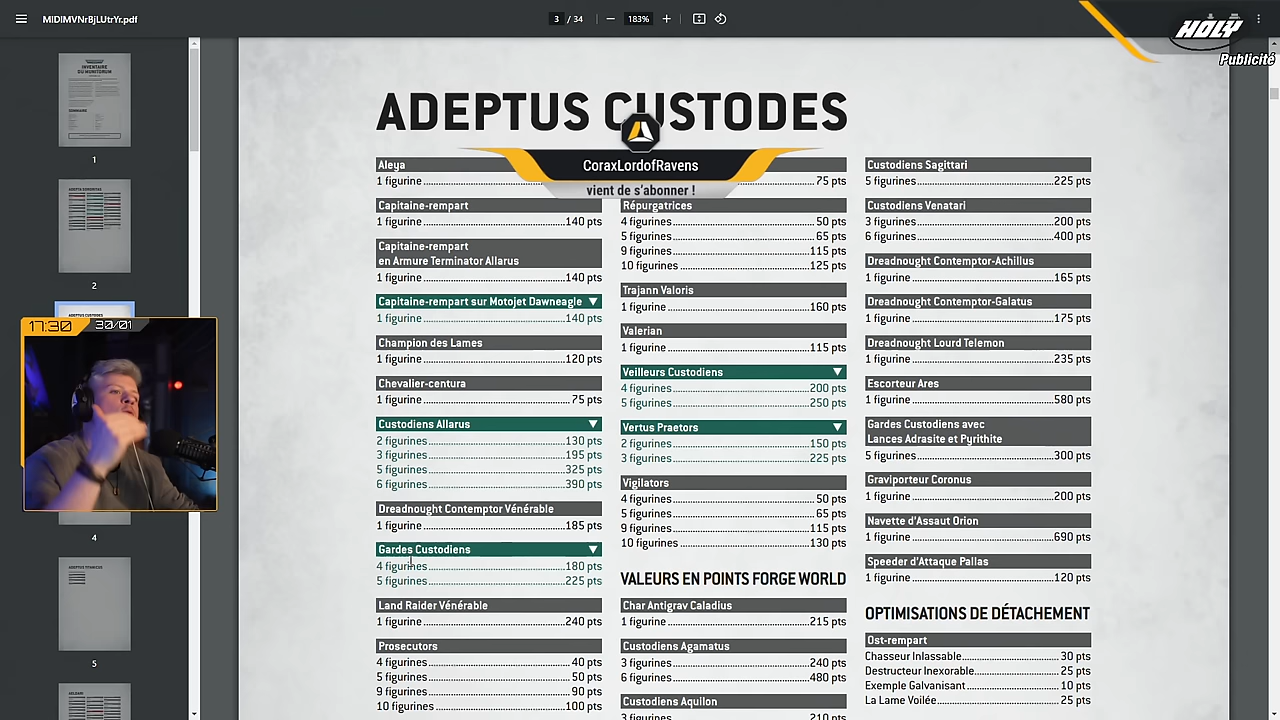 MIDIMVNrBjLUtrYr.pdf
3 / 34
183%
HOLY
Publicité
INVENTAIRE
DU MUNITORUM
1
2
4
5
17:30
30/01
ADEPTUS CUSTODES
CoraxLordofRavens
vient de s'abonner !
Aleya
1 figurine
Capitaine-rempart
1 figurine 140 pts
Capitaine-rempart
en Armure Terminator Allarus
1 figurine 140 pts
Capitaine-rempart sur Motojet Dawneagle ▼
1 figurine 140 pts
Champion des Lames
1 figurine 120 pts
Chevalier-centura
1 figurine 75 pts
Custodiens Allarus ▼
2 figurines 130 pts
3 figurines 195 pts
5 figurines 325 pts
6 figurines 390 pts
Dreadnought Contemptor Vénérable
1 figurine 185 pts
Gardes Custodiens ▼
4 figurines 180 pts
5 figurines 225 pts
Land Raider Vénérable
1 figurine 240 pts
Prosecutors
4 figurines 40 pts
5 figurines 50 pts
9 figurines 90 pts
10 figurines 100 pts
75 pts
Répurgatrices
4 figurines 50 pts
5 figurines 65 pts
9 figurines 115 pts
10 figurines 125 pts
Trajann Valoris
1 figurine 160 pts
Valerian
1 figurine 115 pts
Veilleurs Custodiens ▼
4 figurines 200 pts
5 figurines 250 pts
Vertus Praetors ▼
2 figurines 150 pts
3 figurines 225 pts
Vigilators
4 figurines 50 pts
5 figurines 65 pts
9 figurines 115 pts
10 figurines 130 pts
VALEURS EN POINTS FORGE WORLD
Char Antigrav Caladius
1 figurine 215 pts
Custodiens Agamatus
3 figurines 240 pts
6 figurines 480 pts
Custodiens Aquilon
3 figurines 210 pts
Custodiens Sagittari
5 figurines 225 pts
Custodiens Venatari
3 figurines 200 pts
6 figurines 400 pts
Dreadnought Contemptor-Achillus
1 figurine 165 pts
Dreadnought Contemptor-Galatus
1 figurine 175 pts
Dreadnought Lourd Telemon
1 figurine 235 pts
Escorteur Ares
1 figurine 580 pts
Gardes Custodiens avec
Lances Adrasite et Pyrithite
5 figurines 300 pts
Graviporteur Coronus
1 figurine 200 pts
Navette d'Assaut Orion
1 figurine 690 pts
Speeder d'Attaque Pallas
1 figurine 120 pts
OPTIMISATIONS DE DÉTACHEMENT
Ost-rempart
Chasseur Inlassable 30 pts
Destructeur Inexorable 25 pts
Exemple Galvanisant 10 pts
La Lame Voilée 25 pts